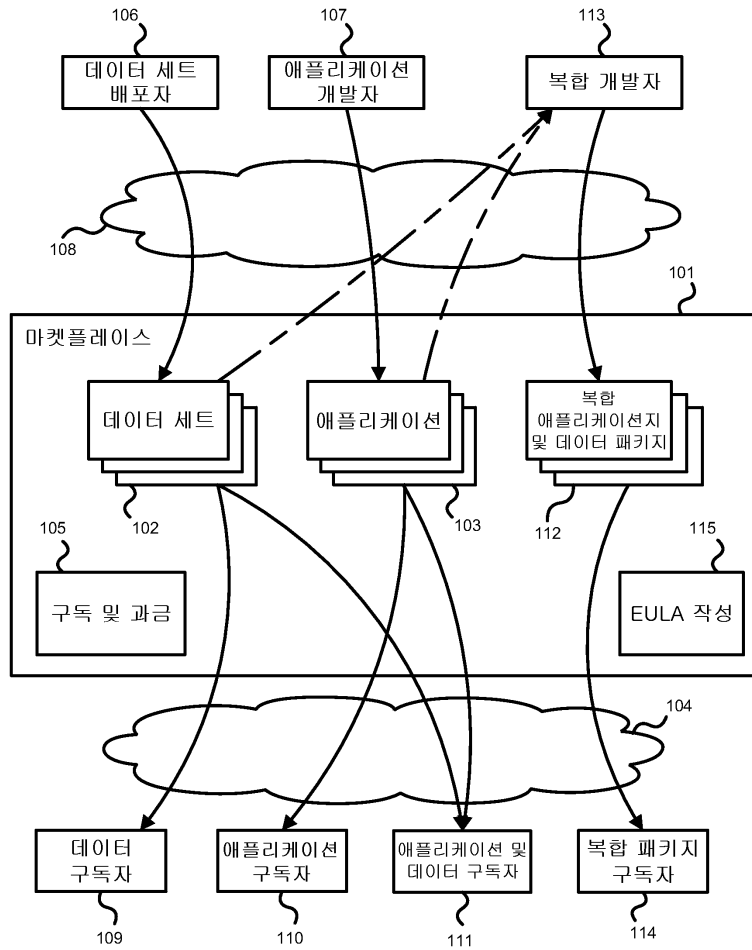 106
107
113
데이터 세트
배포자
애플리케이션
개발자
복합 개발자
108
101
마켓플레이스
데이터 세트
애플리케이션
복합
애플리케이션지
및 데이터 패키지
102
103
112
105
115
구독 및 과금
EULA 작성
104
데이터
구독자
애플리케이션
구독자
애플리케이션 및
데이터 구독자
복합 패키지
구독자
109
110
111
114